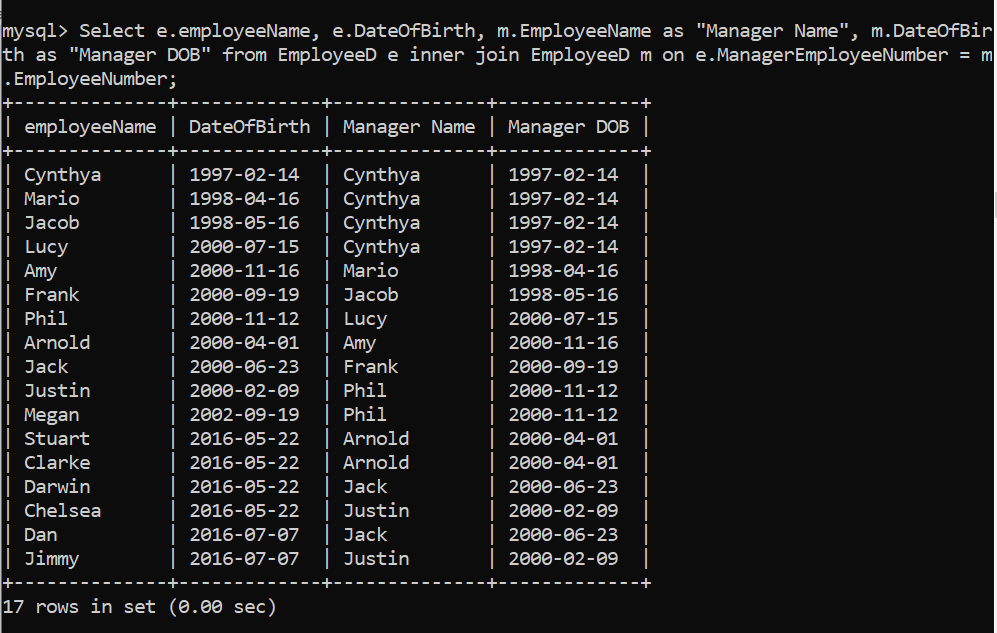 mysql> Select e.employeeName, e.DateOfBirth, m.EmployeeName as "Manager Name", m.DateOfBir
th as "Manager DOB" from EmployeeD e inner join EmployeeD m on e.ManagerEmployeeNumber = m
.EmployeeNumber;
+--------------+-------------+--------------+-------------+
| employeeName | DateOfBirth | Manager Name | Manager DOB |
+--------------+-------------+--------------+-------------+
| Cynthya      | 1997-02-14  | Cynthya      | 1997-02-14  |
| Mario        | 1998-04-16  | Cynthya      | 1997-02-14  |
| Jacob        | 1998-05-16  | Cynthya      | 1997-02-14  |
| Lucy         | 2000-07-15  | Cynthya      | 1997-02-14  |
| Amy          | 2000-11-16  | Mario        | 1998-04-16  |
| Frank        | 2000-09-19  | Jacob        | 1998-05-16  |
| Phil         | 2000-11-12  | Lucy         | 2000-07-15  |
| Arnold       | 2000-04-01  | Amy          | 2000-11-16  |
| Jack         | 2000-06-23  | Frank        | 2000-09-19  |
| Justin       | 2000-02-09  | Phil         | 2000-11-12  |
| Megan        | 2002-09-19  | Phil         | 2000-11-12  |
| Stuart       | 2016-05-22  | Arnold       | 2000-04-01  |
| Clarke       | 2016-05-22  | Arnold       | 2000-04-01  |
| Darwin       | 2016-05-22  | Jack         | 2000-06-23  |
| Chelsea      | 2016-05-22  | Justin       | 2000-02-09  |
| Dan          | 2016-07-07  | Jack         | 2000-06-23  |
| Jimmy        | 2016-07-07  | Justin       | 2000-02-09  |
+--------------+-------------+--------------+-------------+
17 rows in set (0.00 sec)